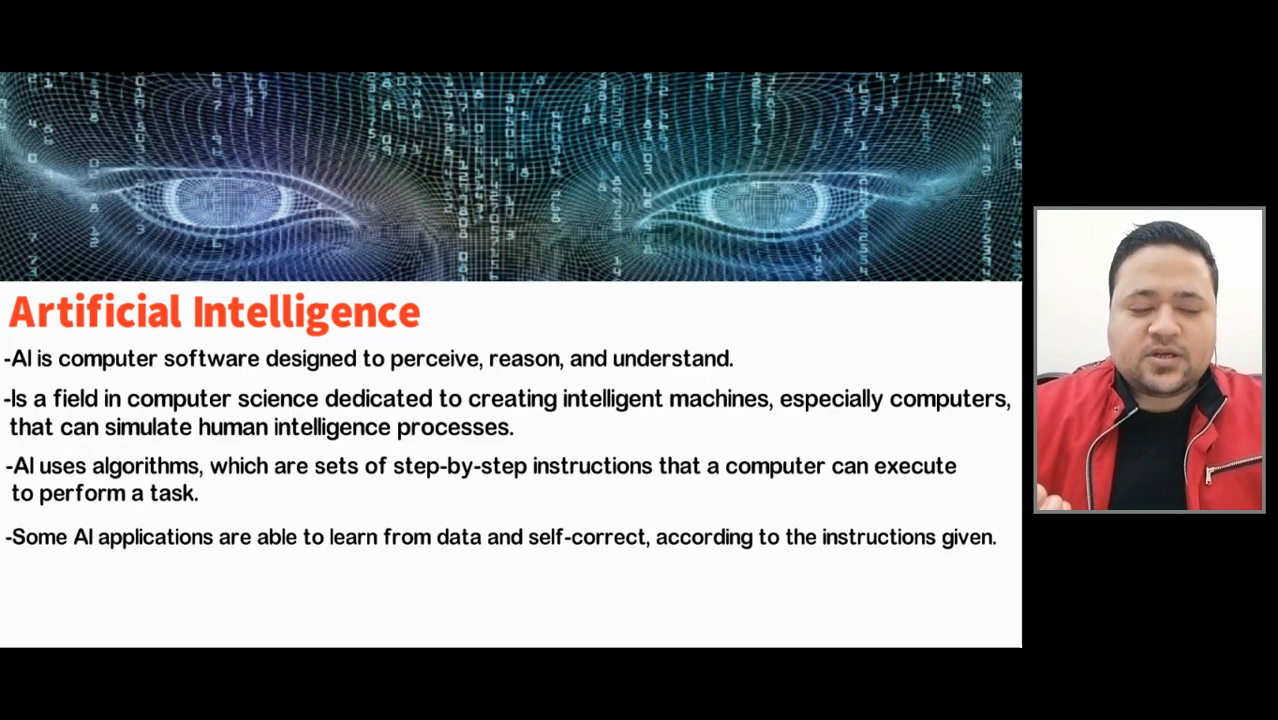 Artificial Intelligence
-AI is computer software designed to perceive, reason, and understand.
-Is a field in computer science dedicated to creating intelligent machines, especially computers,
that can simulate human intelligence processes.
-AI uses algorithms, which are sets of step-by-step instructions that a computer can execute
to perform a task.
-Some AI applications are able to learn from data and self-correct, according to the instructions given.